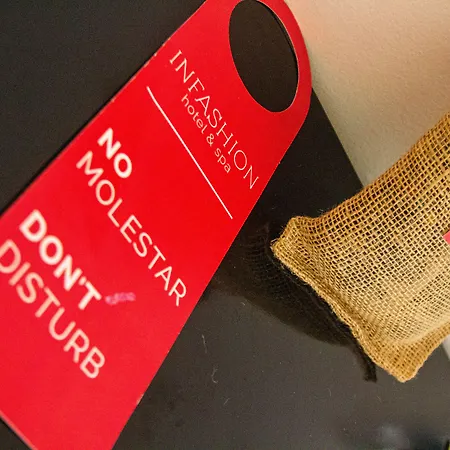 INFASHION
hotel & spa
NO
MOLESTAR
DON'T
DISTURB